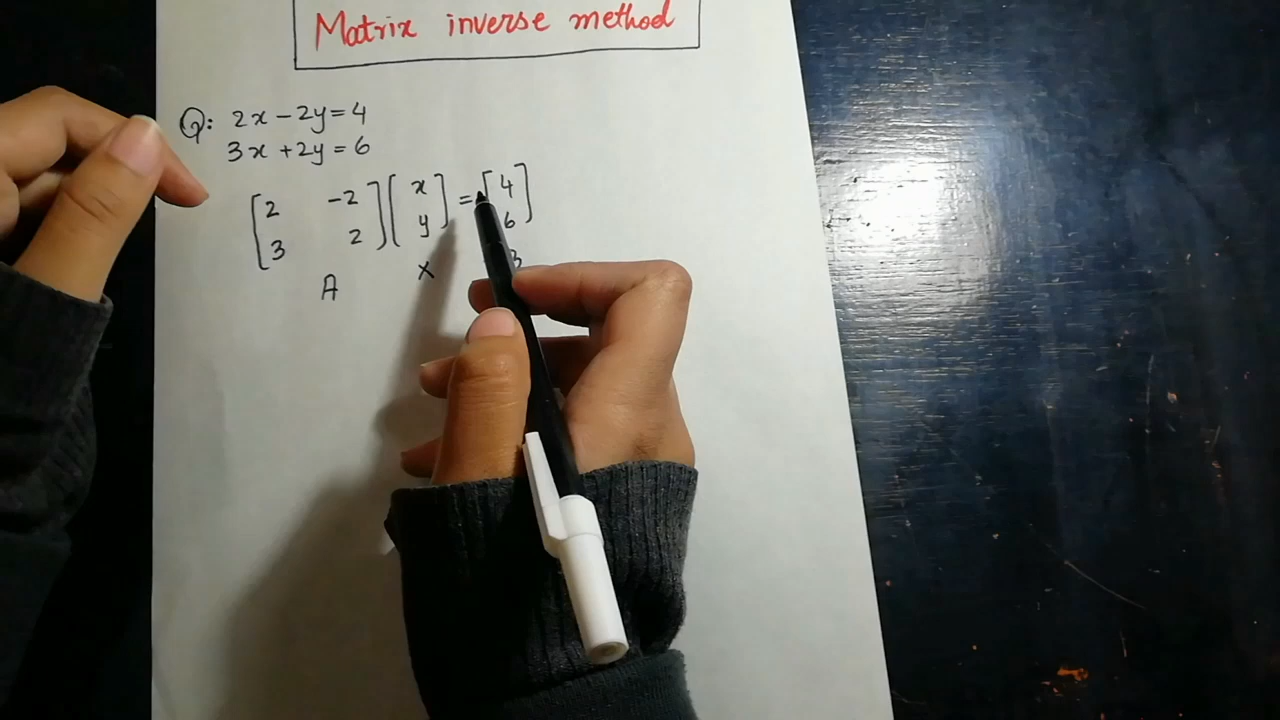 Matrix inverse method
Q: 2x - 2y = 4
3x + 2y = 6
[2 -2] [x] = [4]
[3 2] [y] [6]
A X